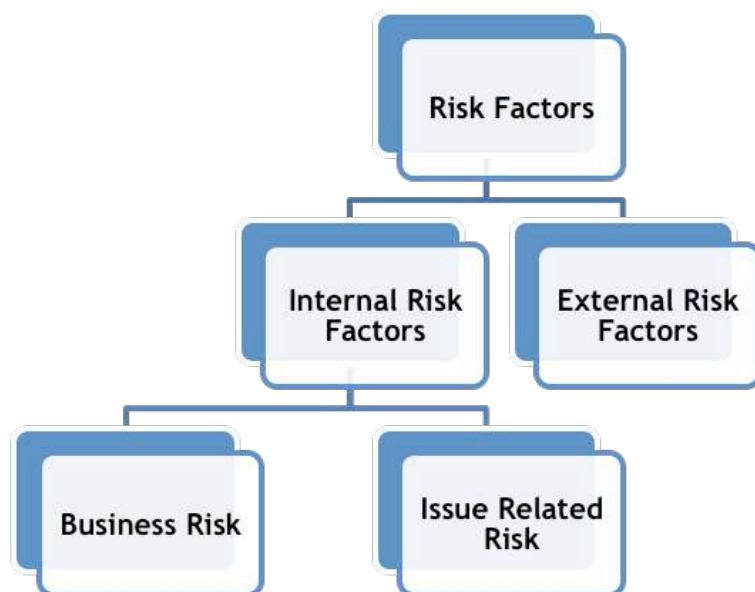 Risk Factors
Internal Risk
Factors
External Risk
Factors
Business Risk
Issue Related
Risk